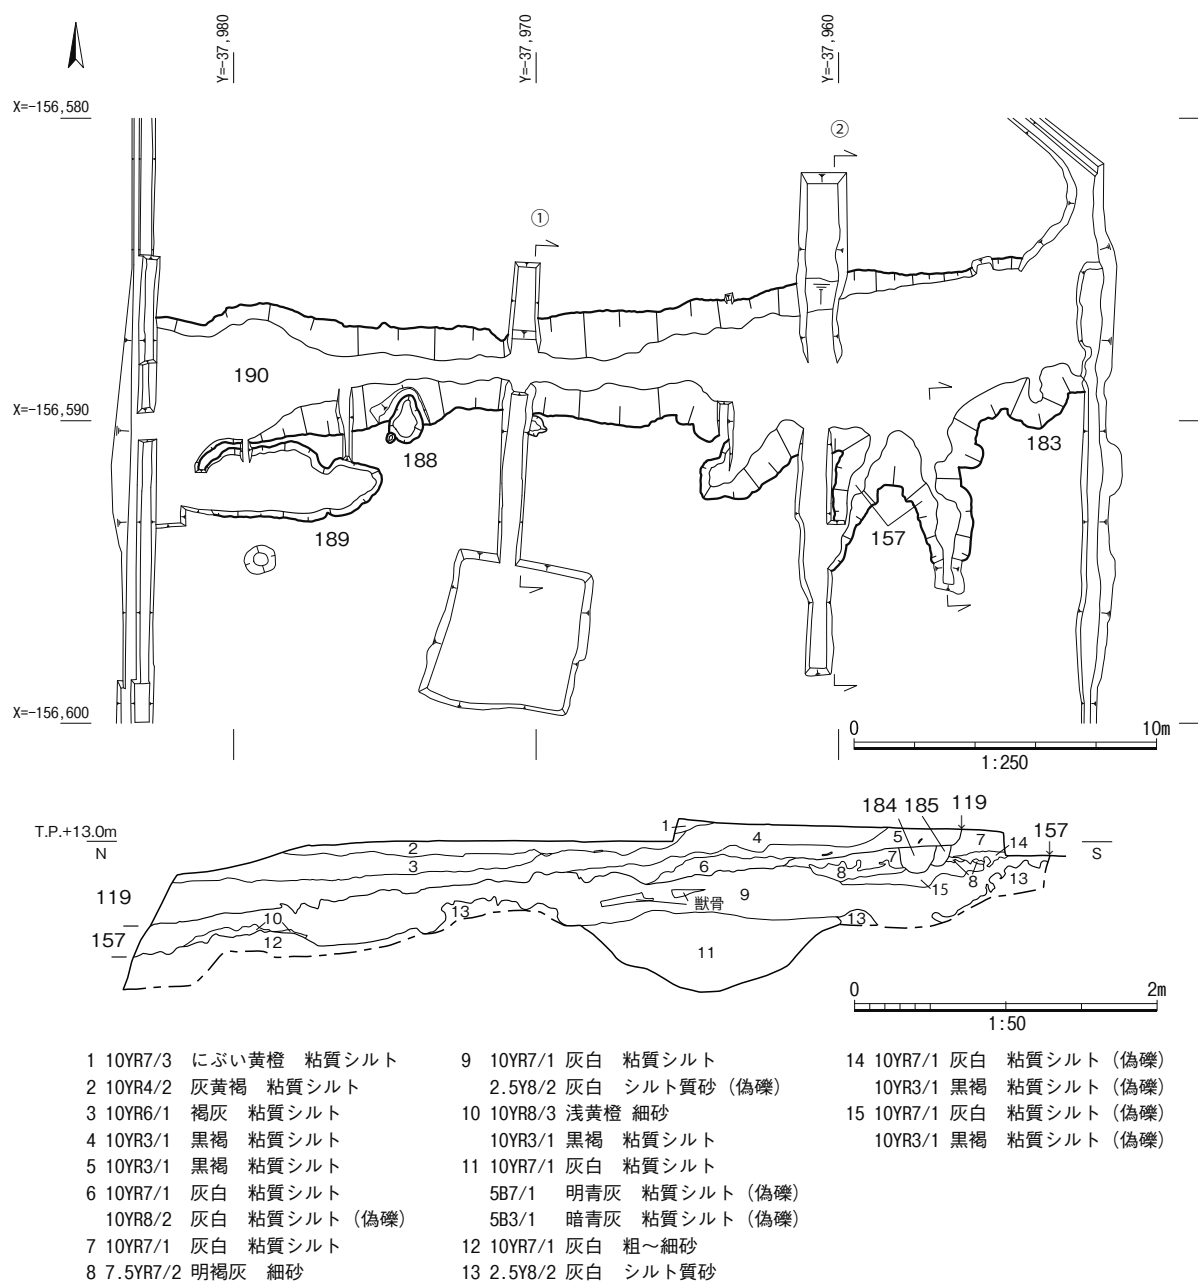 Y=-37,980
Y=-37,970
Y=-37,960
X=-156,580
②
①
190
X=-156,590
188
183
189
157
X=-156,600
0 10m
1:250
184 185 119
T.P.+13.0m
N
1
4
5
7
14
157
S
2
3
6
7
8
15
8
13
119
9
獣骨
10
13
13
157
12
11
0 2m
1:50
1 10YR7/3 にぶい黄橙 粘質シルト
2 10YR4/2 灰黄褐 粘質シルト
3 10YR6/1 褐灰 粘質シルト
4 10YR3/1 黒褐 粘質シルト
5 10YR3/1 黒褐 粘質シルト
6 10YR7/1 灰白 粘質シルト
10YR8/2 灰白 粘質シルト（偽礫）
7 10YR7/1 灰白 粘質シルト
8 7.5YR7/2 明褐灰 細砂
9 10YR7/1 灰白 粘質シルト
2.5Y8/2 灰白 シルト質砂（偽礫）
10 10YR8/3 浅黄橙 細砂
10YR3/1 黒褐 粘質シルト
11 10YR7/1 灰白 粘質シルト
5B7/1 明青灰 粘質シルト（偽礫）
5B3/1 暗青灰 粘質シルト（偽礫）
12 10YR7/1 灰白 粗～細砂
13 2.5Y8/2 灰白 シルト質砂
14 10YR7/1 灰白 粘質シルト（偽礫）
10YR3/1 黒褐 粘質シルト（偽礫）
15 10YR7/1 灰白 粘質シルト（偽礫）
10YR3/1 黒褐 粘質シルト（偽礫）